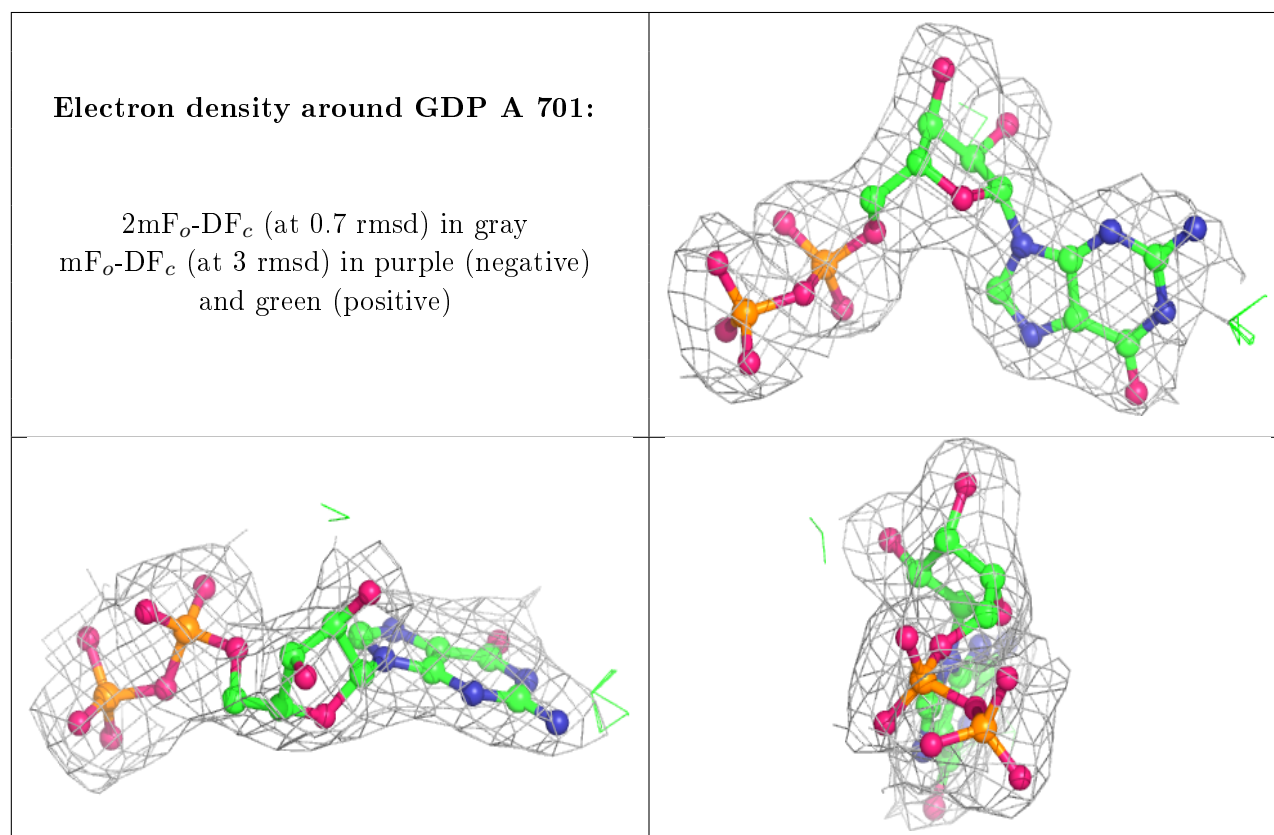 Electron density around GDP A 701:
2mFₒ-DF𝒸 (at 0.7 rmsd) in gray
mFₒ-DF𝒸 (at 3 rmsd) in purple (negative)
and green (positive)